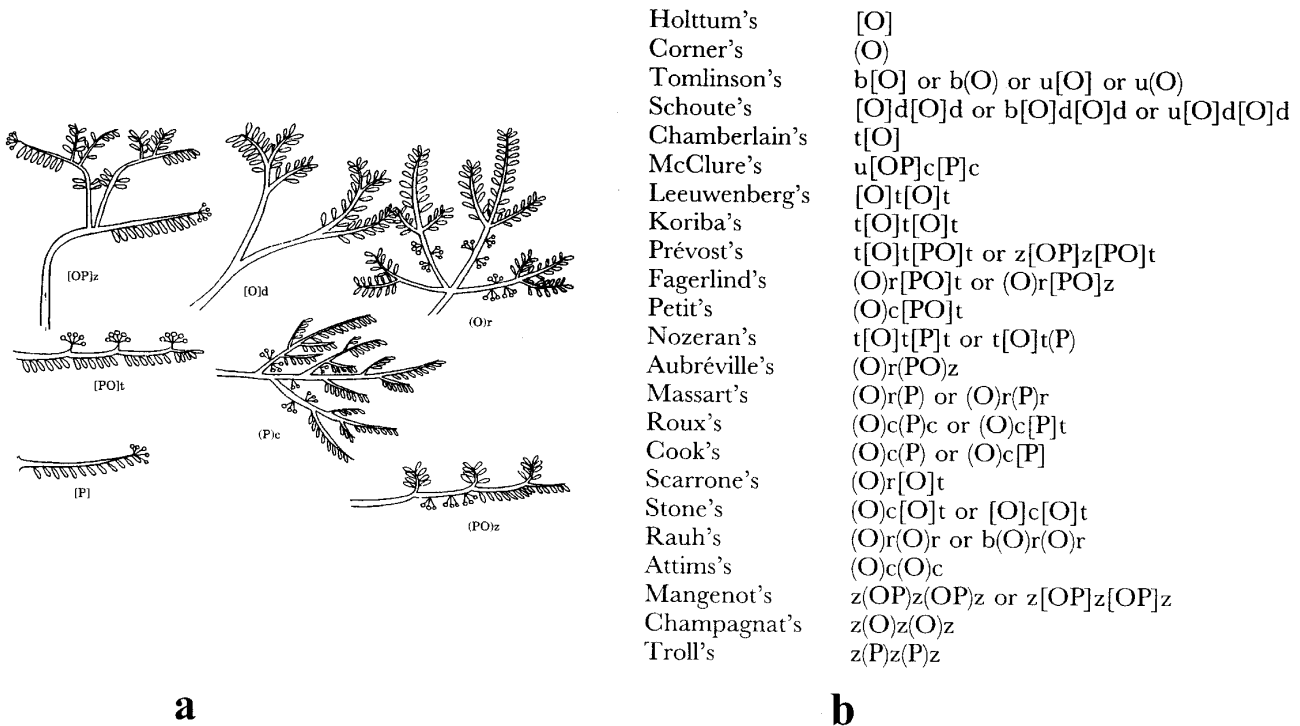 [OP]z
[O]d
(O)r
[PO]t
(P)c
[P]
(PO)z
a
Holttum's [O]
Corner's (O)
Tomlinson's b[O] or b(O) or u[O] or u(O)
Schoute's [O]d[O]d or b[O]d[O]d or u[O]d[O]d
Chamberlain's t[O]
McClure's u[OP]c[P]c
Leeuwenberg's [O]t[O]t
Koriba's t[O]t[O]t
Prévost's t[O]t[PO]t or z[OP]z[PO]t
Fagerlind's (O)r[PO]t or (O)r[PO]z
Petit's (O)c[PO]t
Nozeran's t[O]t[P]t or t[O]t(P)
Aubréville's (O)r(PO)z
Massart's (O)r(P) or (O)r(P)r
Roux's (O)c(P)c or (O)c[P]t
Cook's (O)c(P) or (O)c[P]
Scarrone's (O)r[O]t
Stone's (O)c[O]t or [O]c[O]t
Rauh's (O)r(O)r or b(O)r(O)r
Attims's (O)c(O)c
Mangenot's z(OP)z(OP)z or z[OP]z[OP]z
Champagnat's z(O)z(O)z
Troll's z(P)z(P)z
b